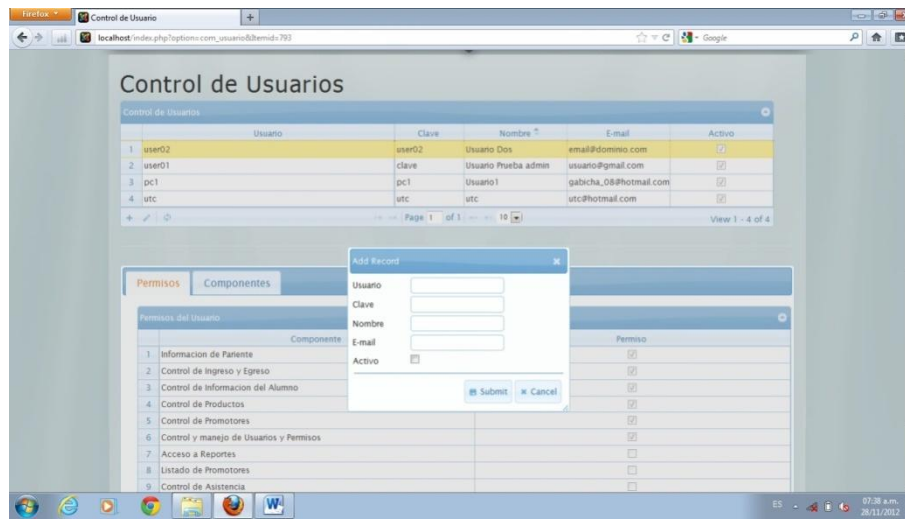 Firefox
Control de Usuario
localhost/index.php?option=com_usuario&Itemid=793
Google
Control de Usuarios
Control de Usuarios
Usuario Clave Nombre E-mail Activo
1 user02 user02 Usuario Dos email@dominio.com
2 user01 clave Usuario Prueba admin usuario@gmail.com
3 pc1 pc1 Usuario1 gabicha_08@hotmail.com
4 utc utc utc utc@hotmail.com
Page 1 of 1 10 View 1 - 4 of 4
Add Record
Usuario
Clave
Nombre
E-mail
Activo
Submit Cancel
Permisos Componentes
Permisos del Usuario
Componente Permiso
1 Informacion de Pariente
2 Control de Ingreso y Egreso
3 Control de Informacion del Alumno
4 Control de Productos
5 Control de Promotores
6 Control y manejo de Usuarios y Permisos
7 Acceso a Reportes
8 Listado de Promotores
9 Control de Asistencia
ES
07:38 a.m.
28/11/2012